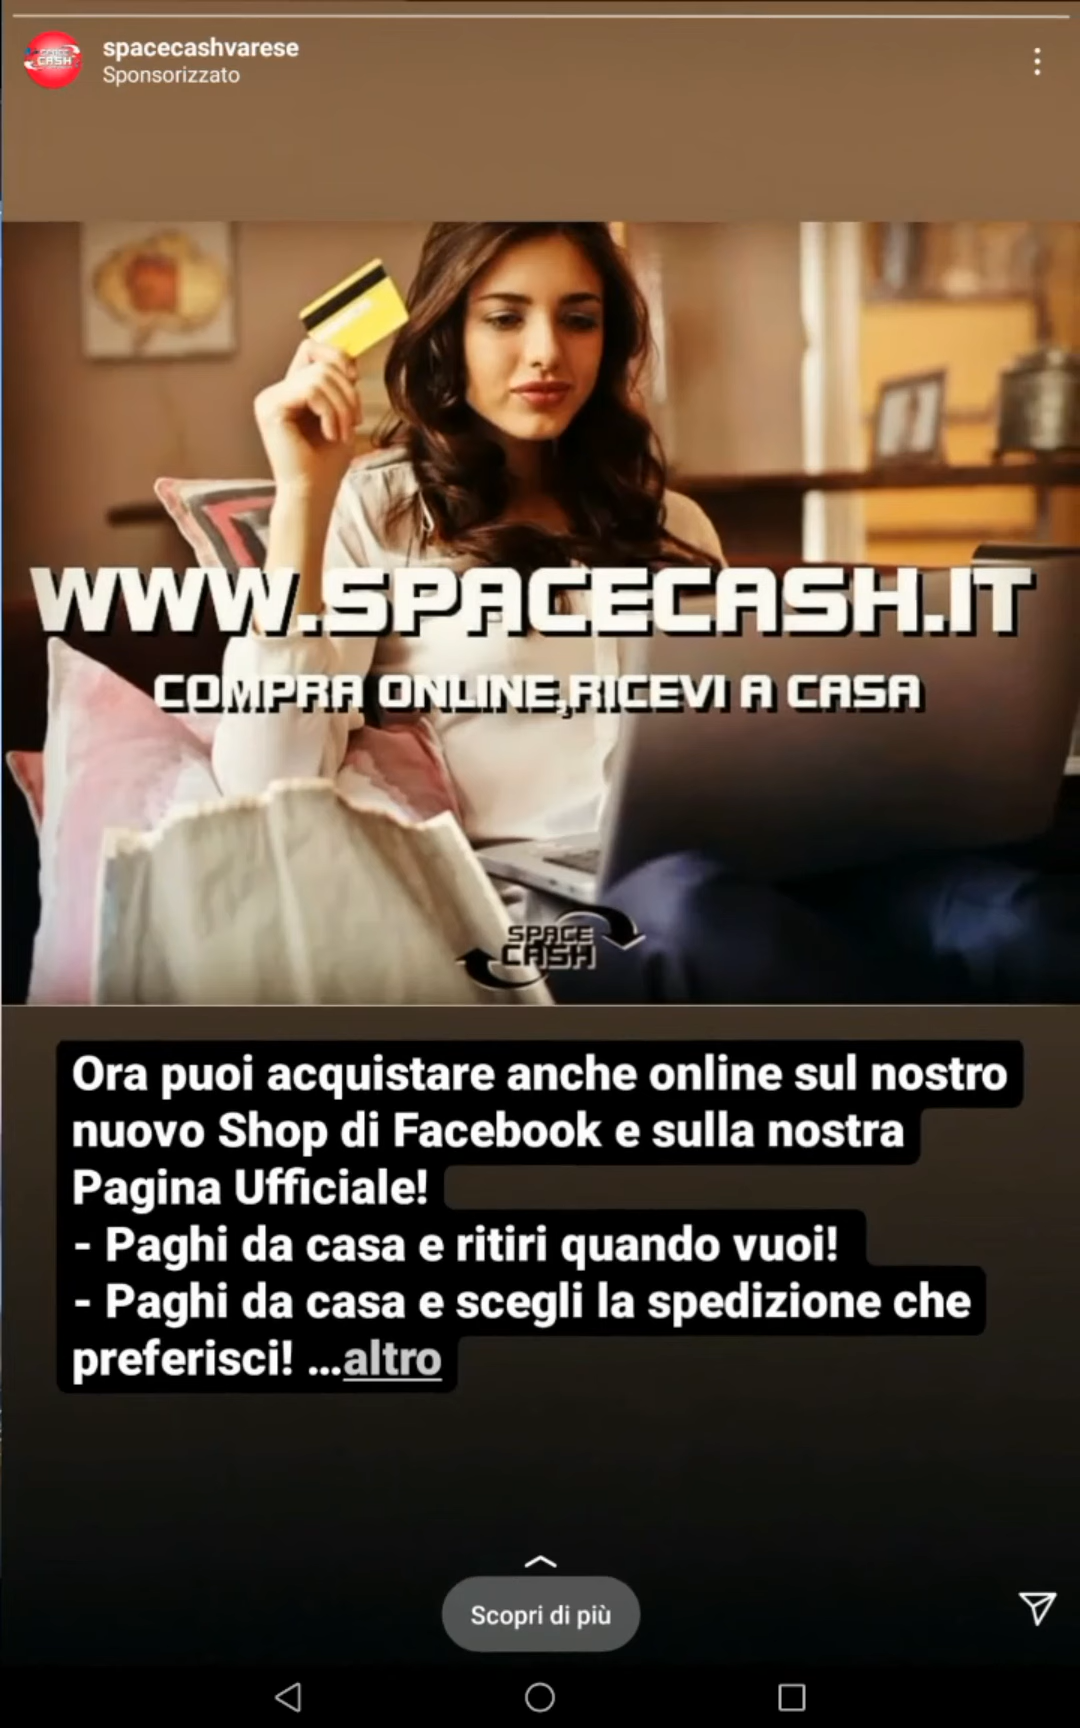 spacecashvarese
Sponsorizzato
WWW.SPACECASH.IT
COMPRA ONLINE,RICEVI A CASA
SPACE
CASH
Ora puoi acquistare anche online sul nostro
nuovo Shop di Facebook e sulla nostra
Pagina Ufficiale!
- Paghi da casa e ritiri quando vuoi!
- Paghi da casa e scegli la spedizione che
preferisci! ...altro
Scopri di più